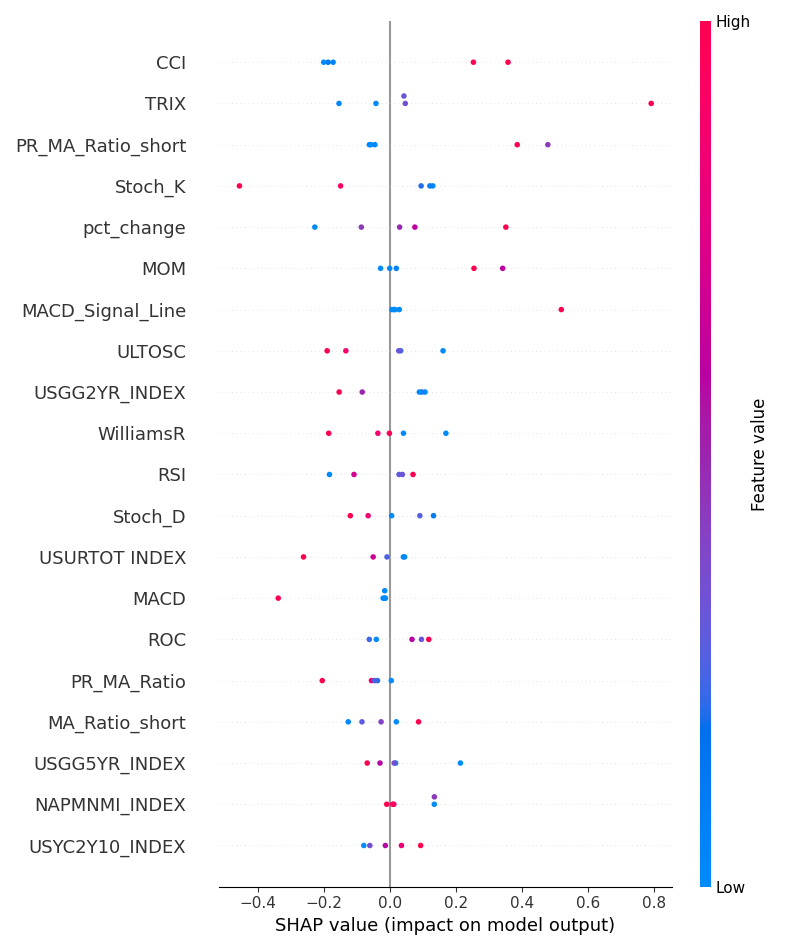 High
CCI
TRIX
PR_MA_Ratio_short
Stoch_K
pct_change
MOM
MACD_Signal_Line
ULTOSC
USGG2YR_INDEX
WilliamsR
RSI
Stoch_D
USURTOT INDEX
MACD
ROC
PR_MA_Ratio
MA_Ratio_short
USGG5YR_INDEX
NAPMNMI_INDEX
USYC2Y10_INDEX
Feature value
Low
−0.4 −0.2 0.0 0.2 0.4 0.6 0.8
SHAP value (impact on model output)